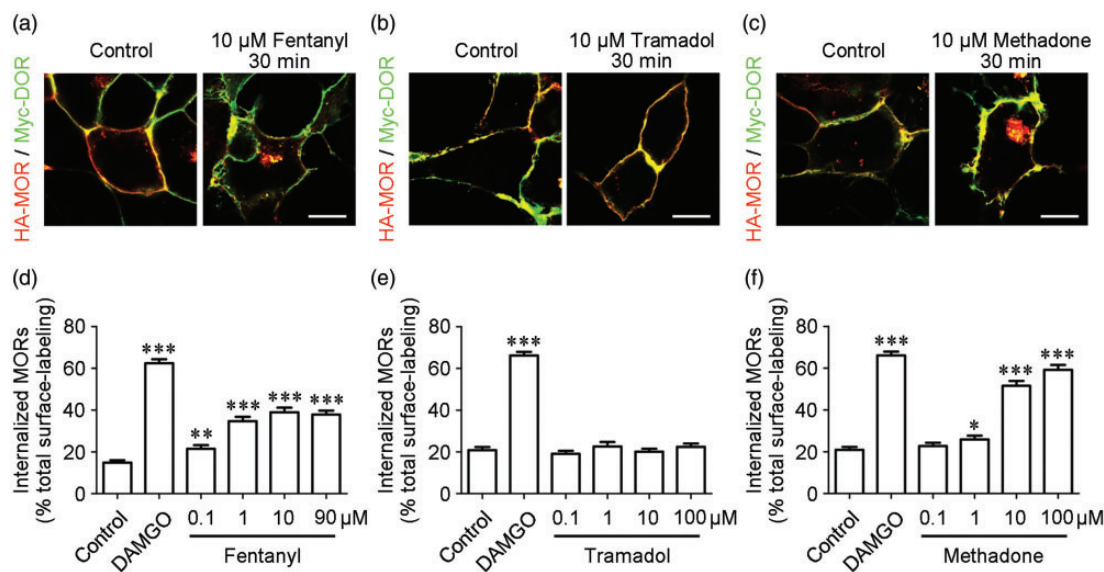 (a)
Control
10 µM Fentanyl
30 min
HA-MOR / Myc-DOR
(b)
Control
10 µM Tramadol
30 min
HA-MOR / Myc-DOR
(c)
Control
10 µM Methadone
30 min
HA-MOR / Myc-DOR
(d)
Internalized MORs
(% total surface-labeling)
80
60
40
20
0
***
**
***
***
***
Control
DAMGO
0.1 1 10 90 µM
Fentanyl
(e)
Internalized MORs
(% total surface-labeling)
80
60
40
20
0
***
Control
DAMGO
0.1 1 10 100 µM
Tramadol
(f)
Internalized MORs
(% total surface-labeling)
80
60
40
20
0
***
*
***
***
Control
DAMGO
0.1 1 10 100 µM
Methadone